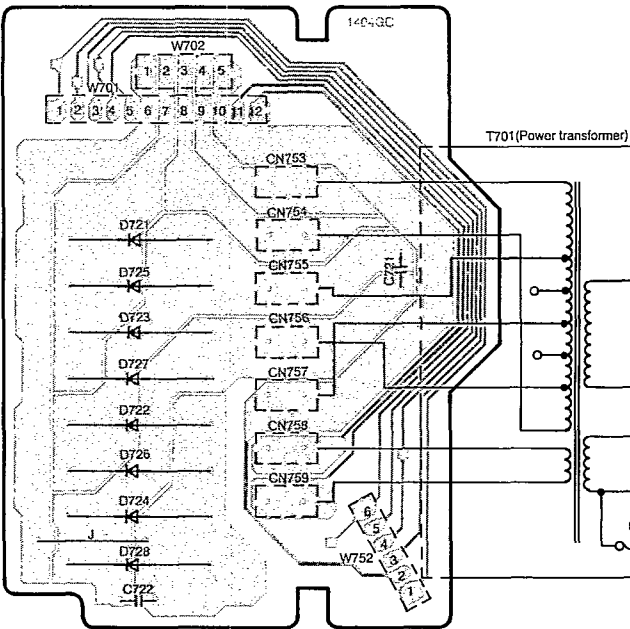 1404GC
W702
1 2 3 4 5
W701
1 2 3 4 5 6 7 8 9 10 11 12
T701(Power transformer)
CN753
CN754
D721
CN755
C721
D725
CN756
D723
CN757
D727
CN758
D722
CN759
D726
D724
6
5
4
3
2
1
J
W752
D728
C722